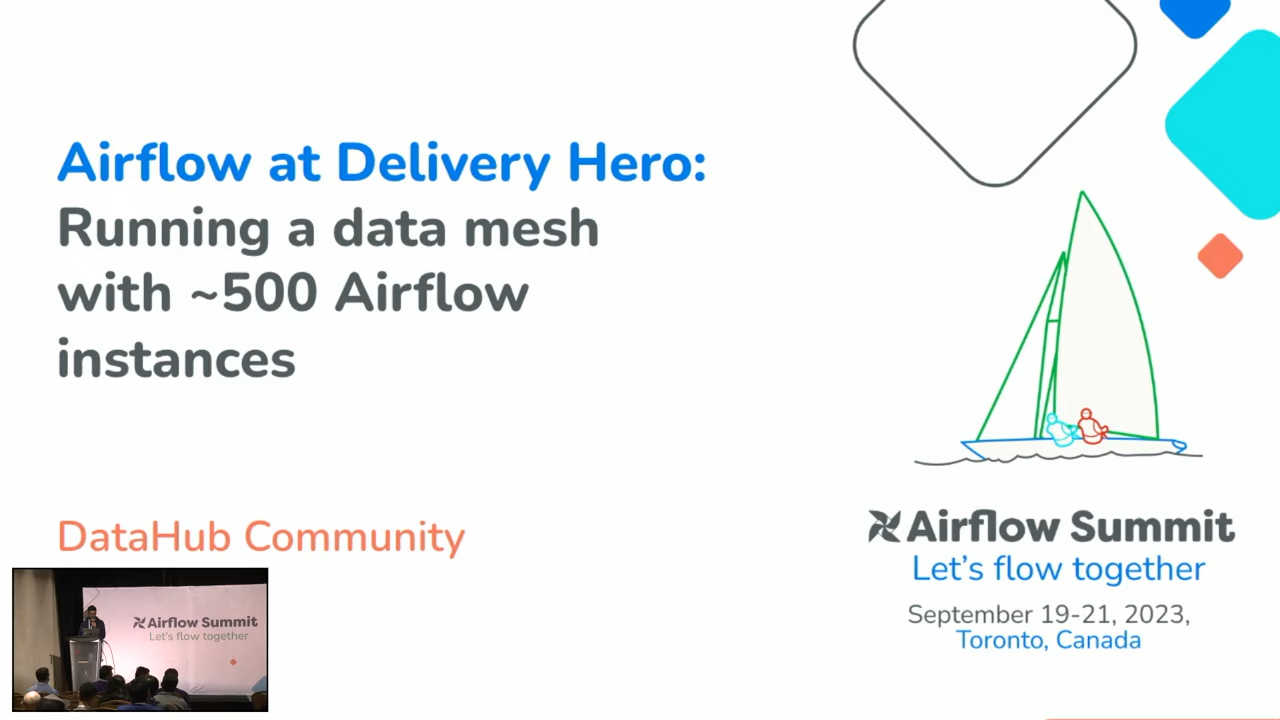 Airflow at Delivery Hero:
Running a data mesh
with ~500 Airflow
instances
DataHub Community
Airflow Summit
Let's flow together
September 19-21, 2023,
Toronto, Canada
Airflow Summit
Let's flow together